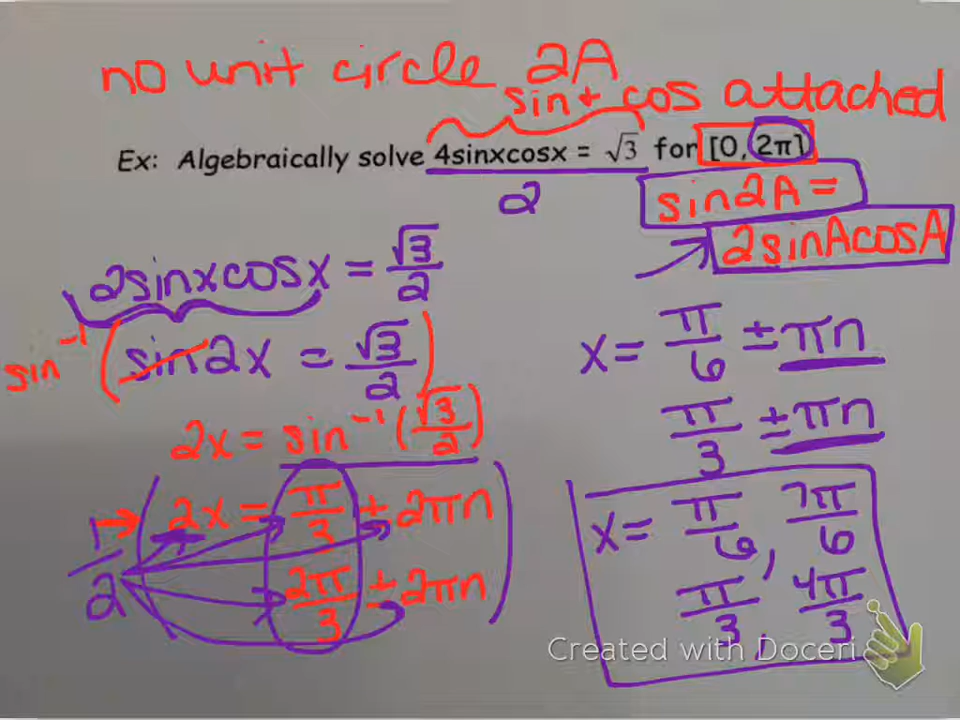 no unit circle 2A
sin + cos attached
Ex: Algebraically solve 4sinxcosx = √3 for [0, 2π]
2
sin2A =
2sinAcosA
2sinxcosx = √3/2
sin⁻¹(sin2x = √3/2)
2x = sin⁻¹(√3/2)
1/2 (2x = π/3 ± 2πn
2π/3 ± 2πn)
x = π/6 ± πn
π/3 ± πn
x = π/6, 7π/6
π/3, 4π/3
Created with Doceri